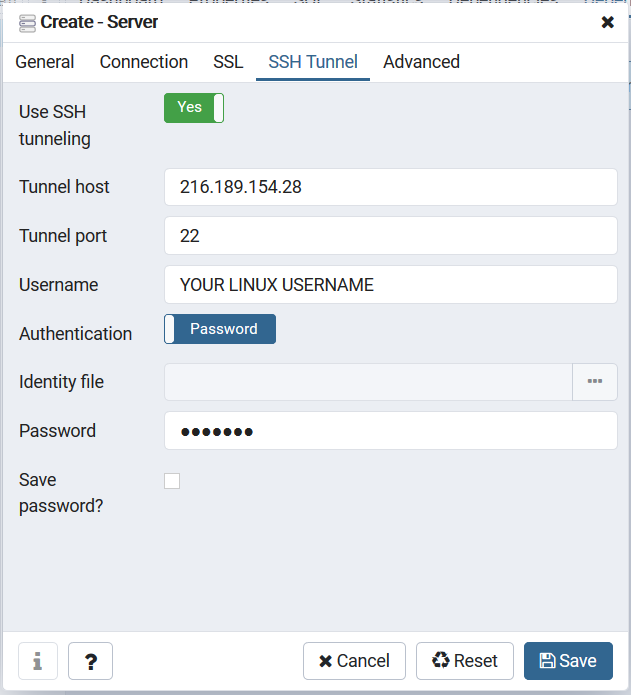 Create - Server
General Connection SSL SSH Tunnel Advanced
Use SSH
tunneling
Yes
Tunnel host
216.189.154.28
Tunnel port
22
Username
YOUR LINUX USERNAME
Authentication
Password
Identity file
Password
•••••••
Save
password?
i ? Cancel Reset Save